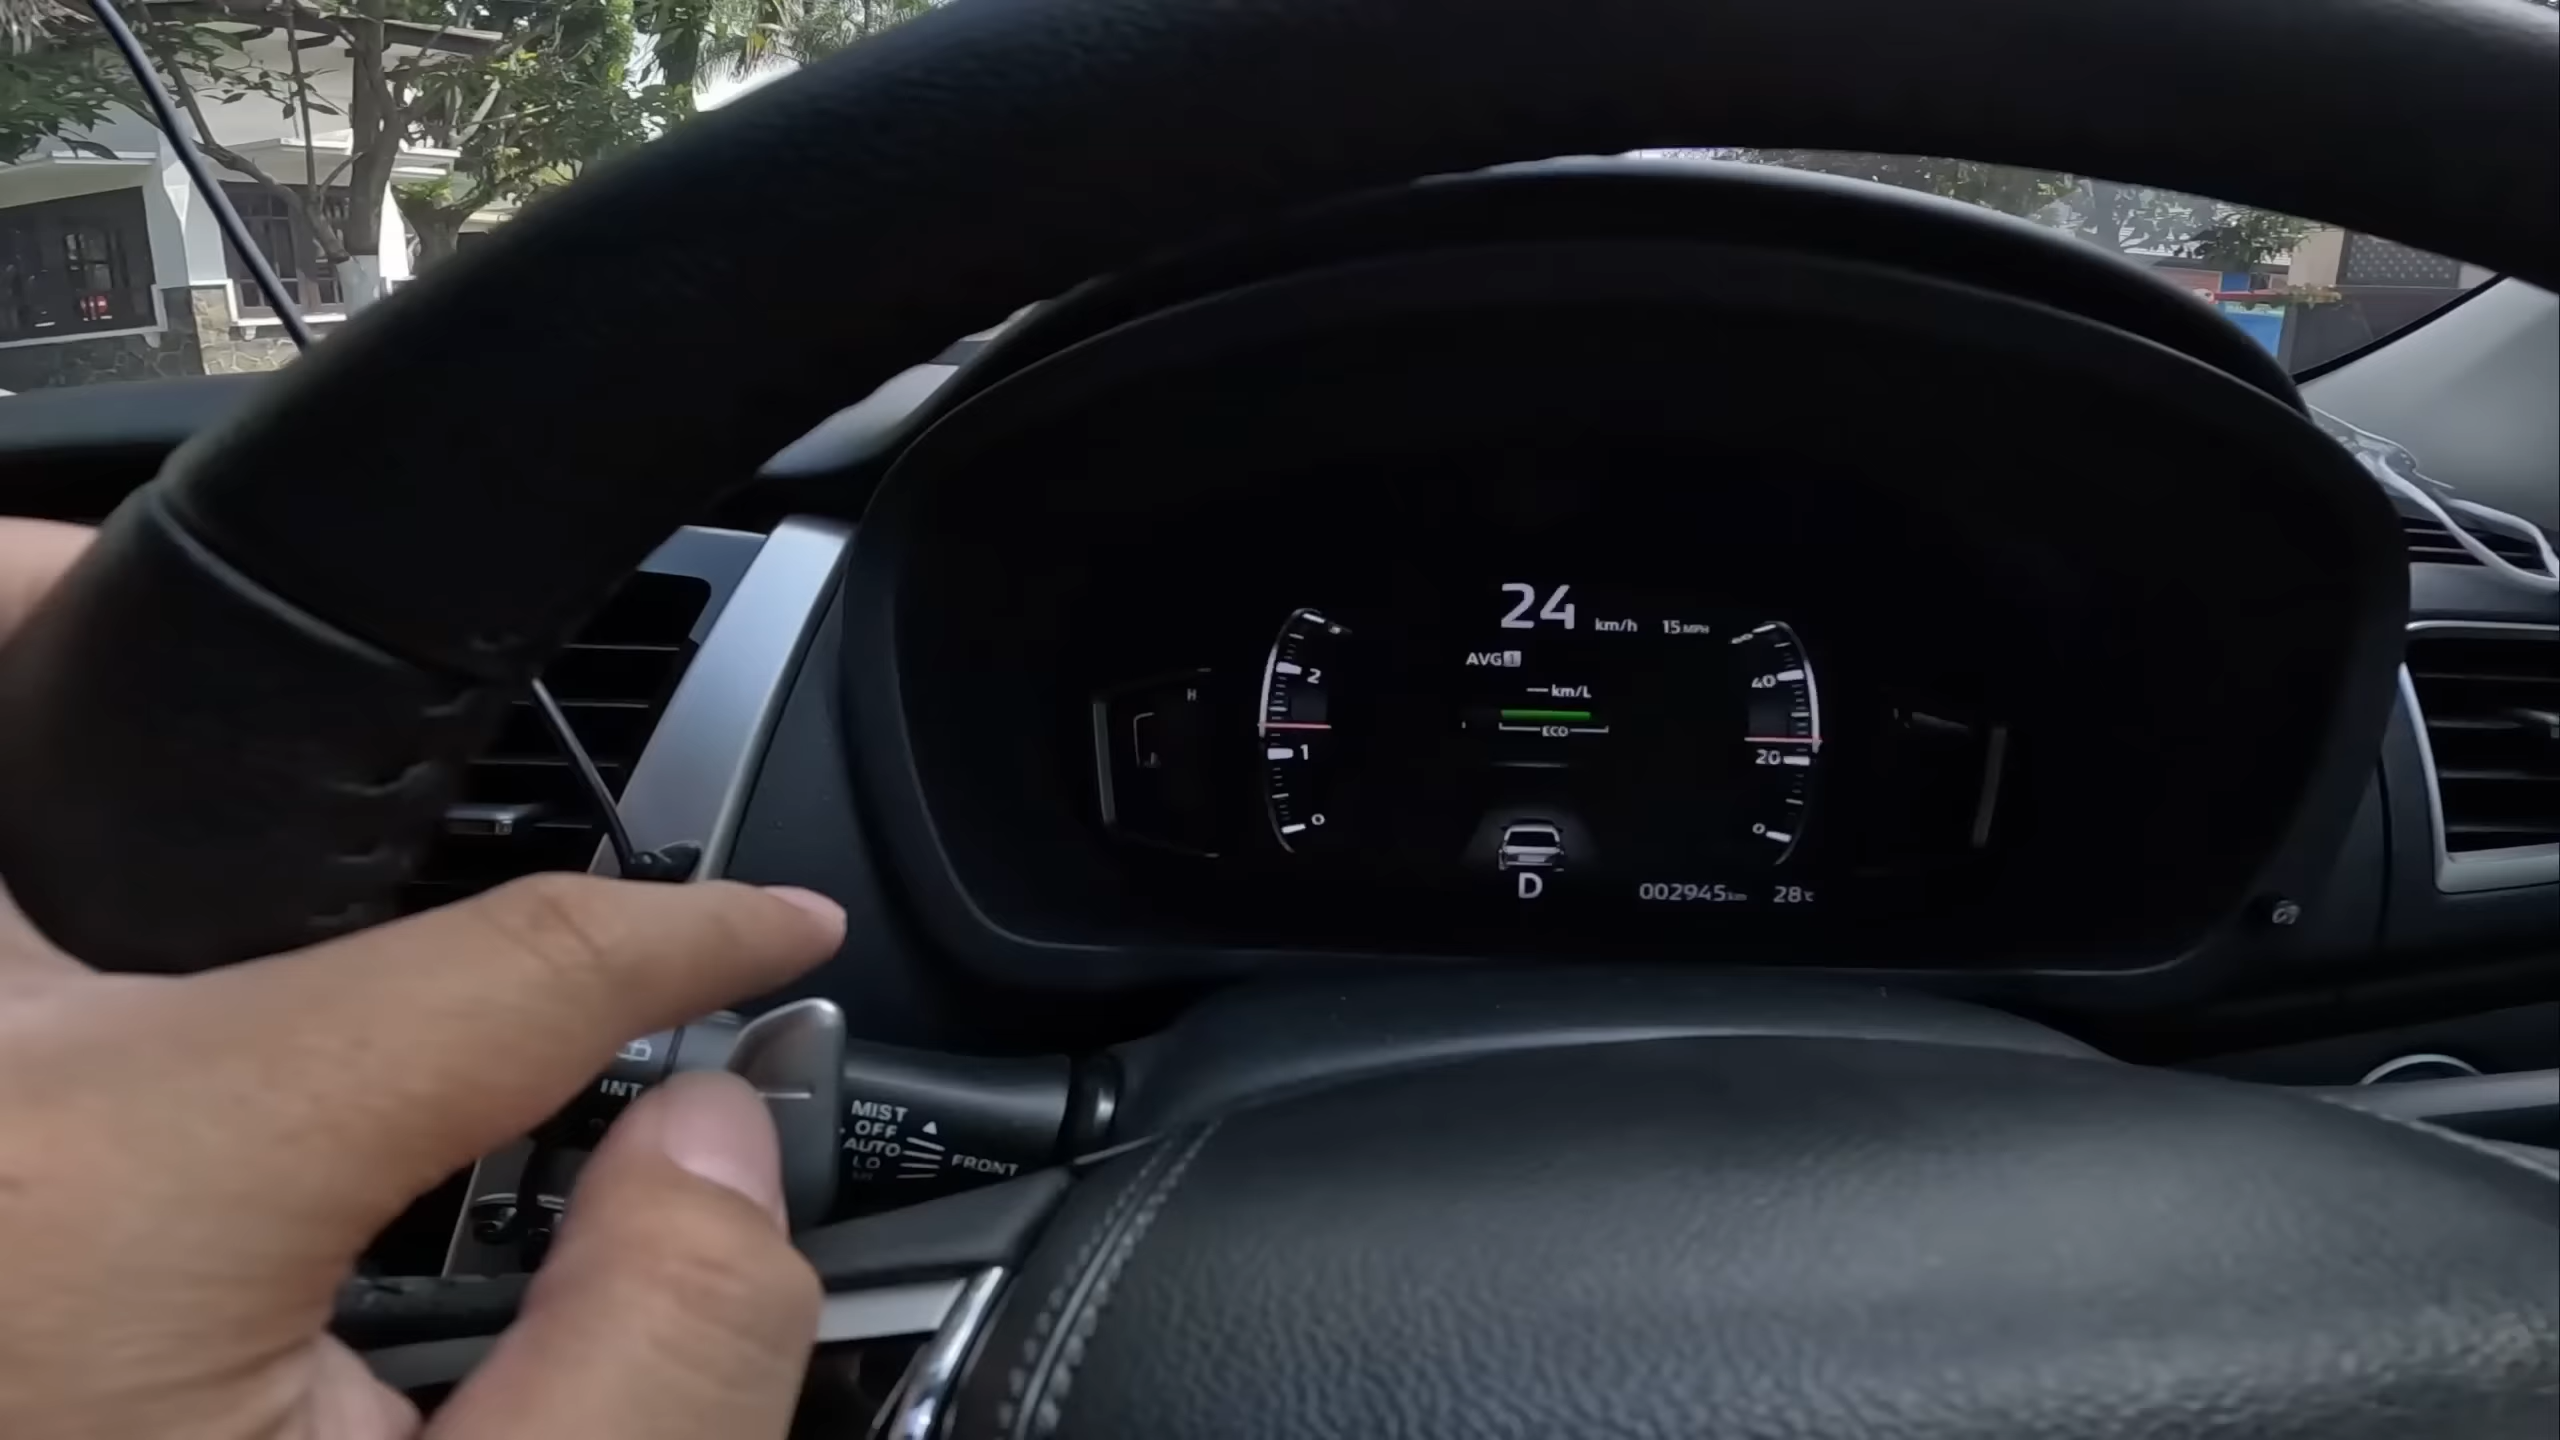 24 km/h 15 MPH
AVG 1
H
2
--- km/L
40
ECO
1
20
0
0
D
002945 km 28 °C
INT
MIST
OFF
AUTO
LO
FRONT